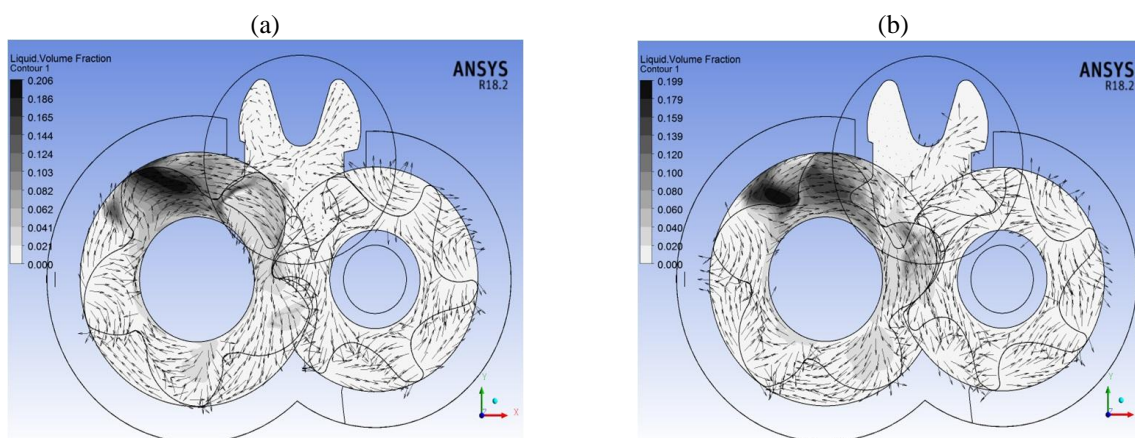 (a)
(b)
Liquid.Volume Fraction
Contour 1
0.206
0.186
0.165
0.144
0.124
0.103
0.082
0.062
0.041
0.021
0.000
ANSYS
R18.2
Y
Z
X
Liquid.Volume Fraction
Contour 1
0.199
0.179
0.159
0.139
0.120
0.100
0.080
0.060
0.040
0.020
0.000
ANSYS
R18.2
Y
Z
X